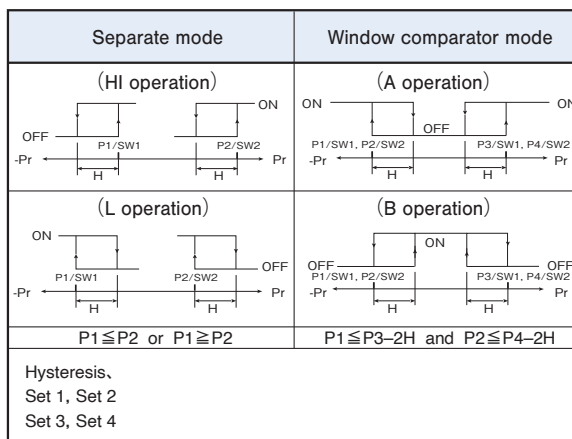 Separate mode
Window comparator mode
(HI operation)
ON
OFF
P1/SW1
P2/SW2
-Pr
Pr
H
H
(A operation)
ON
ON
OFF
P1/SW1, P2/SW2
P3/SW1, P4/SW2
-Pr
Pr
H
H
(L operation)
ON
OFF
P1/SW1
P2/SW2
-Pr
Pr
H
H
(B operation)
ON
OFF
OFF
P1/SW1, P2/SW2
P3/SW1, P4/SW2
-Pr
Pr
H
H
P1≦P2 or P1≧P2
P1≦P3–2H and P2≦P4–2H
Hysteresis、
Set 1, Set 2
Set 3, Set 4